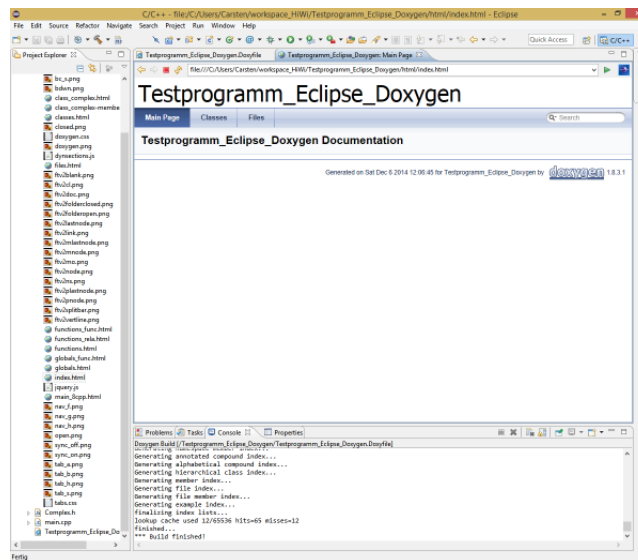 C/C++ - file:/C:/Users/Carsten/workspace_HiWi/Testprogramm_Eclipse_Doxygen/html/index.html - Eclipse
File Edit Source Refactor Navigate Search Project Run Window Help
Quick Access C/C++
Project Explorer
Testprogramm_Eclipse_Doxygen.Doxyfile Testprogramm_Eclipse_Doxygen: Main Page
file:///C:/Users/Carsten/workspace_HiWi/Testprogramm_Eclipse_Doxygen/html/index.html
bc_s.png
bdwn.png
class_complex.html
class_complex-membe
classes.html
closed.png
doxygen.css
doxygen.png
dynsections.js
files.html
ftv2blank.png
ftv2cl.png
ftv2doc.png
ftv2folderclosed.png
ftv2folderopen.png
ftv2lastnode.png
ftv2link.png
ftv2mlastnode.png
ftv2mnode.png
ftv2mo.png
ftv2node.png
ftv2ns.png
ftv2plastnode.png
ftv2pnode.png
ftv2splitbar.png
ftv2vertline.png
functions_func.html
functions_rela.html
functions.html
globals_func.html
globals.html
index.html
jquery.js
main_8cpp.html
nav_f.png
nav_g.png
nav_h.png
open.png
sync_off.png
sync_on.png
tab_a.png
tab_b.png
tab_h.png
tab_s.png
tabs.css
Complex.h
main.cpp
Testprogramm_Eclipse_Do
Testprogramm_Eclipse_Doxygen
Main Page Classes Files Search
Testprogramm_Eclipse_Doxygen Documentation
Generated on Sat Dec 6 2014 12:06:45 for Testprogramm_Eclipse_Doxygen by doxygen 1.8.3.1
Problems Tasks Console Properties
Doxygen Build [/Testprogramm_Eclipse_Doxygen/Testprogramm_Eclipse_Doxygen.Doxyfile]
Generating namespace member index...
Generating annotated compound index...
Generating alphabetical compound index...
Generating hierarchical class index...
Generating member index...
Generating file index...
Generating file member index...
Generating example index...
finalizing index lists...
lookup cache used 12/65536 hits=65 misses=12
finished...
*** Build finished!
Fertig